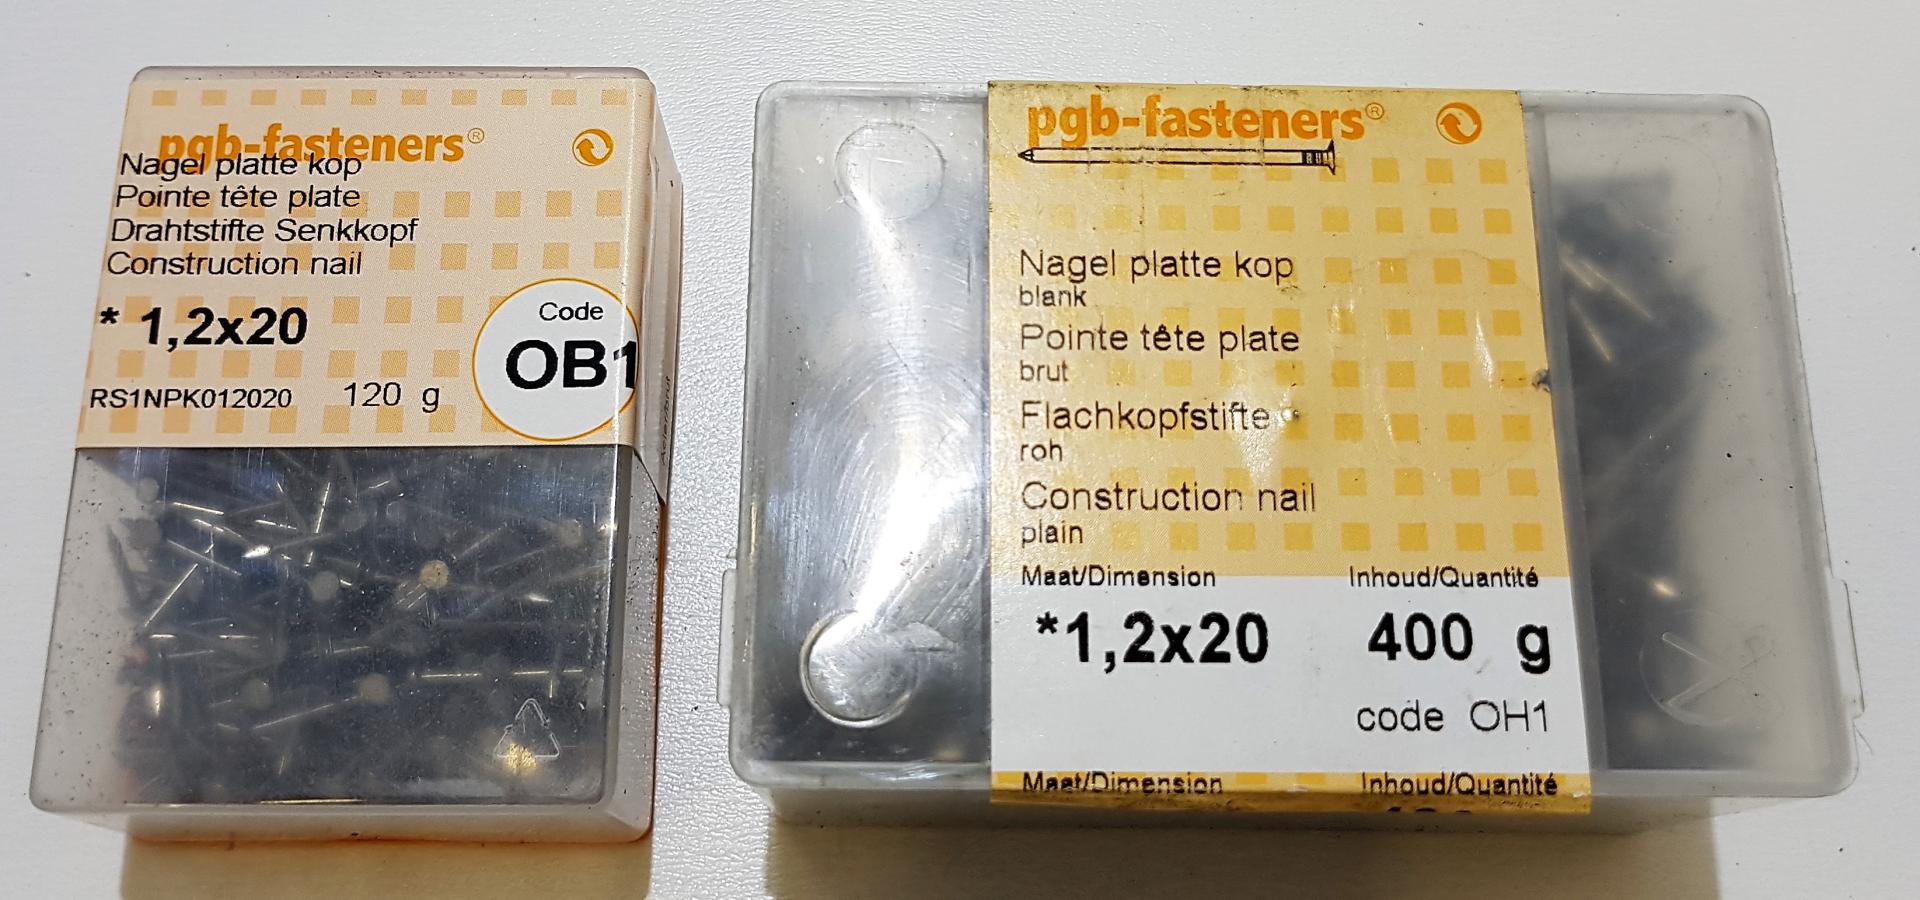 pgb-fasteners®
Nagel platte kop
Pointe tête plate
Drahtstifte Senkkopf
Construction nail
* 1,2x20
Code
OB1
RS1NPK012020 120 g
pgb-fasteners®
Nagel platte kop
blank
Pointe tête plate
brut
Flachkopfstifte
roh
Construction nail
plain
Maat/Dimension Inhoud/Quantité
*1,2x20 400 g
code OH1
Maat/Dimension Inhoud/Quantité